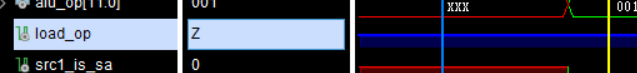 alu_op[11:0] 001 XXX 001
load_op Z
src1_is_sa 0